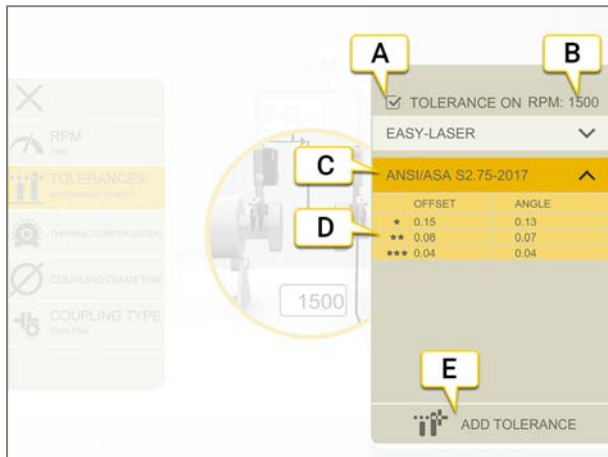 A
B
TOLERANCE ON RPM: 1500
EASY-LASER
C
ANSI/ASA S2.75-2017
OFFSET ANGLE
D
* 0.15 0.13
** 0.08 0.07
*** 0.04 0.04
E
ADD TOLERANCE
RPM
1500
TOLERANCES
THERMAL COMPENSATION
COUPLING DIAMETER
COUPLING TYPE
1500